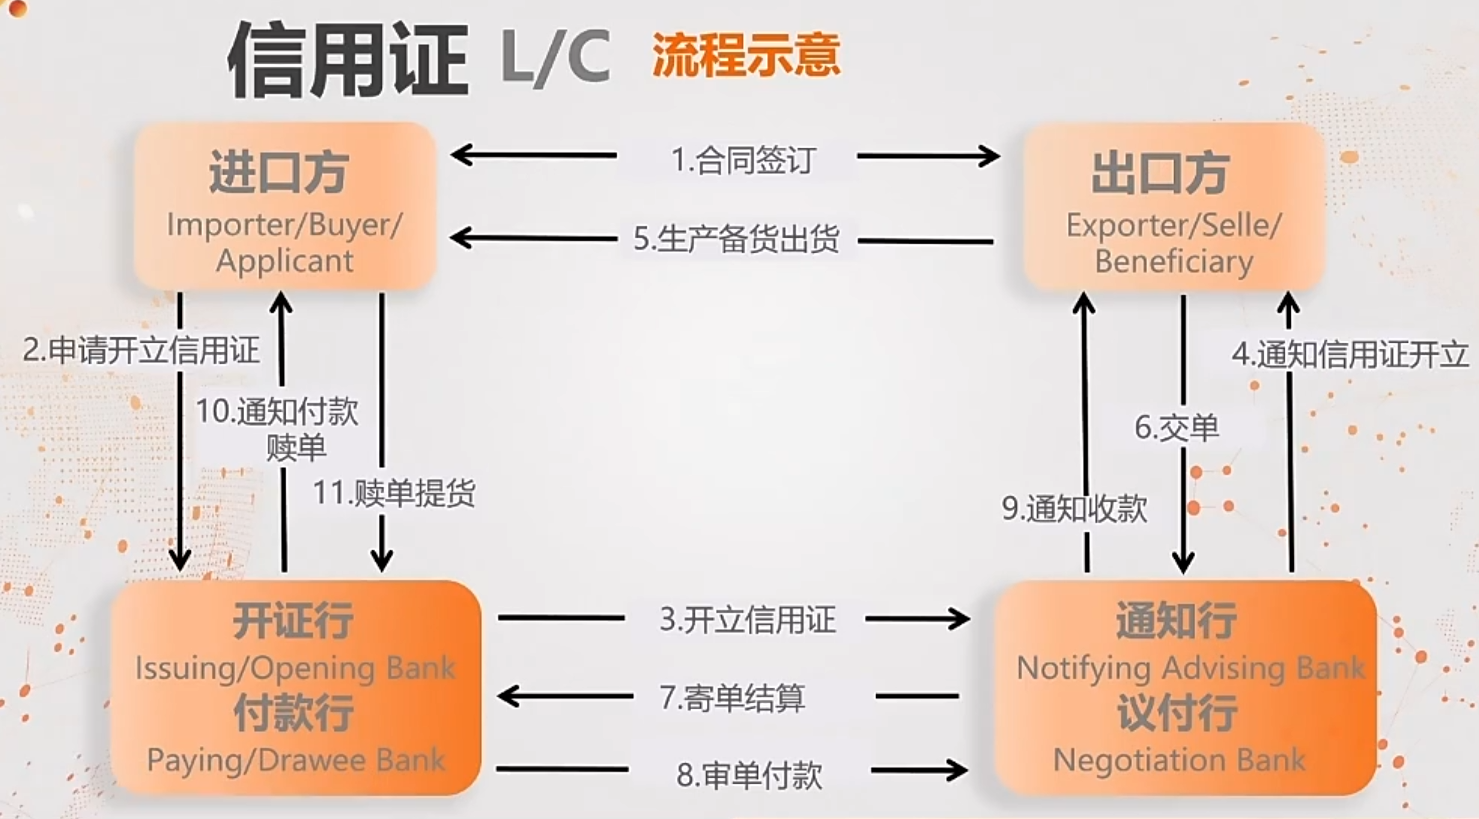 信用证 L/C 流程示意
进口方
Importer/Buyer/
Applicant
1.合同签订
5.生产备货出货
出口方
Exporter/Selle/
Beneficiary
2.申请开立信用证
10.通知付款
赎单
11.赎单提货
4.通知信用证开立
6.交单
9.通知收款
开证行
Issuing/Opening Bank
付款行
Paying/Drawee Bank
3.开立信用证
7.寄单结算
8.审单付款
通知行
Notifying Advising Bank
议付行
Negotiation Bank